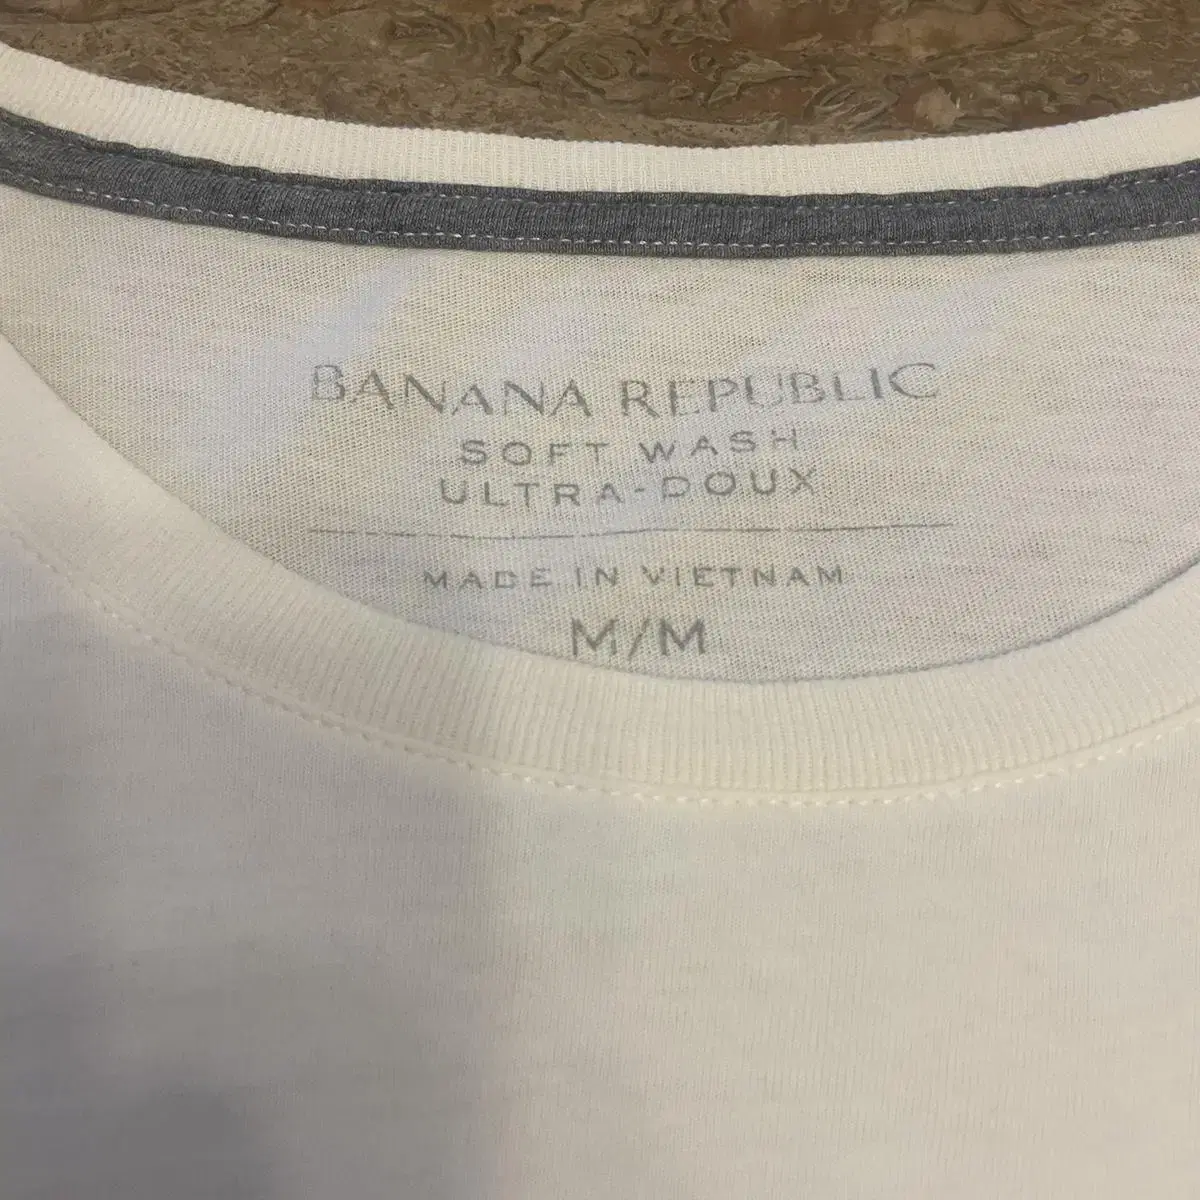 BANANA REPUBLIC
SOFT WASH
ULTRA-DOUX
MADE IN VIETNAM
M/M